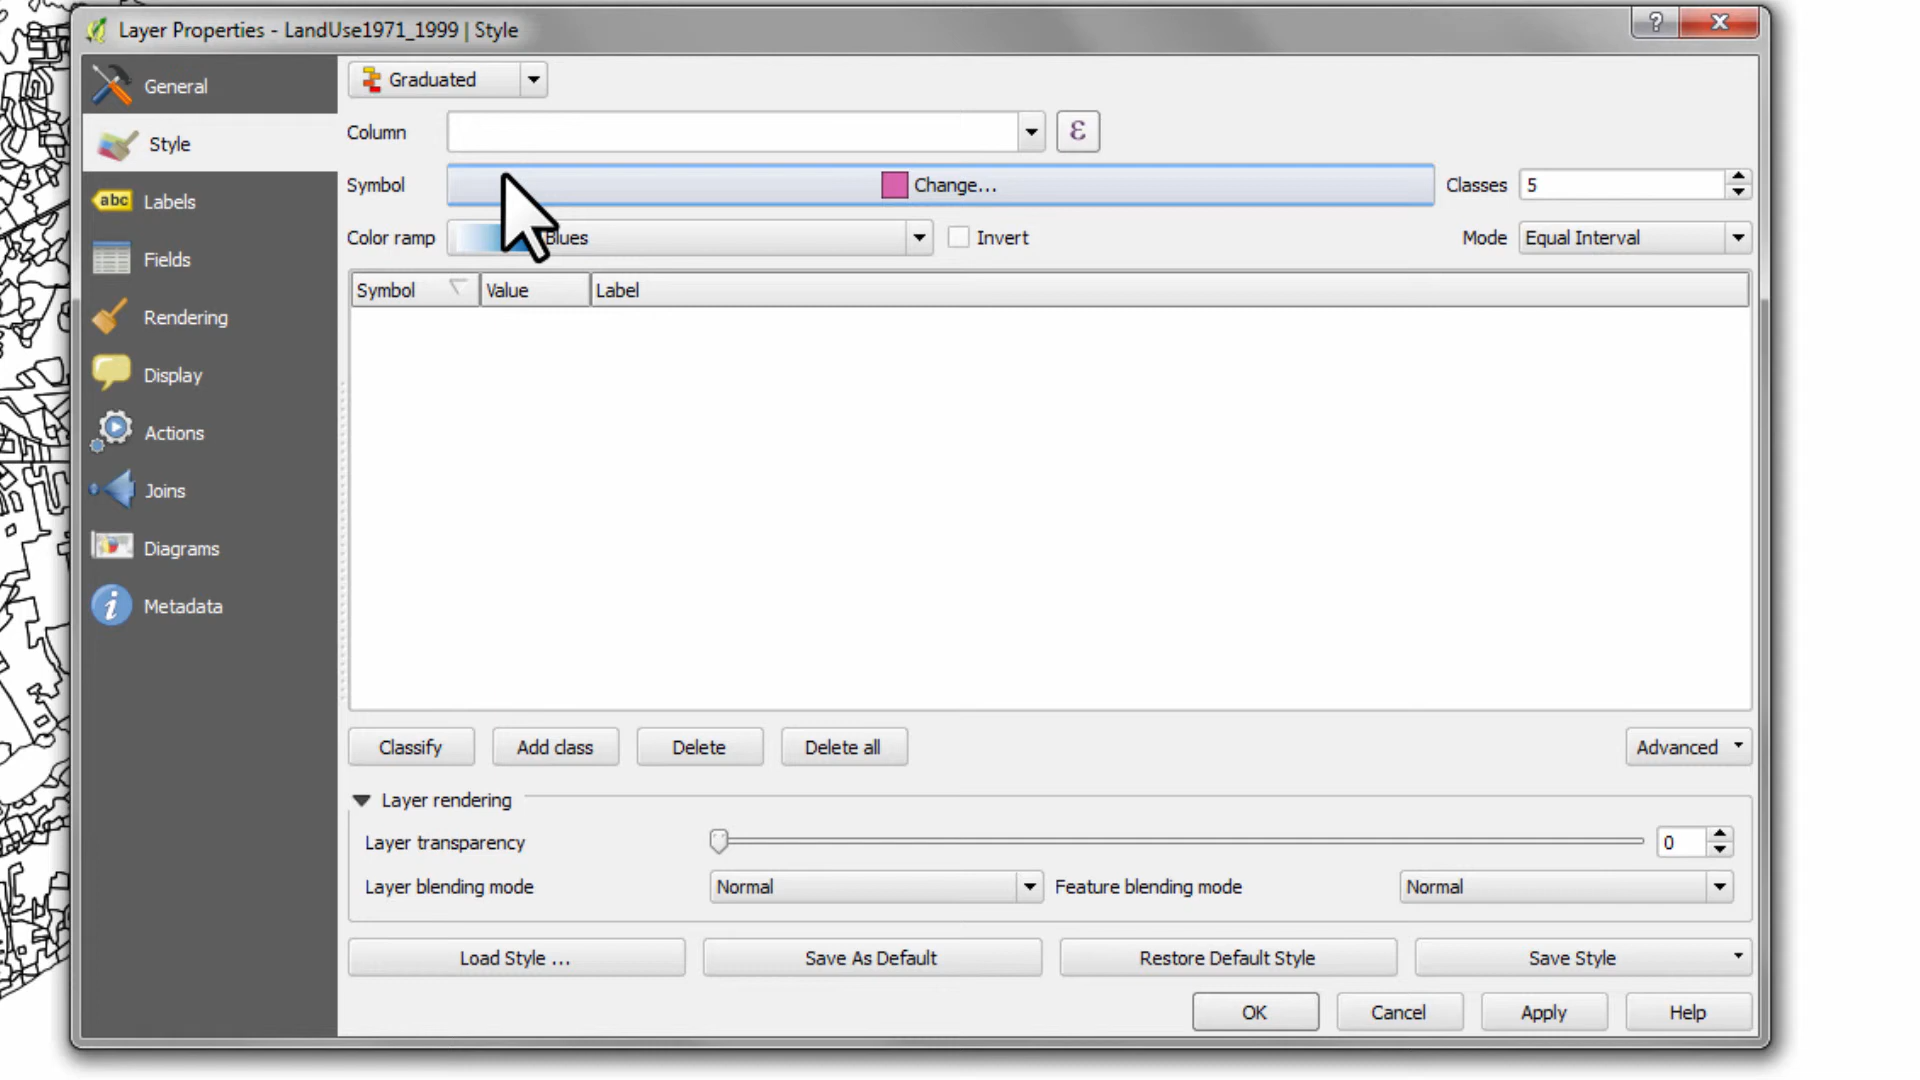 Layer Properties - LandUse1971_1999 | Style
?
General
Style
abc Labels
Fields
Rendering
Display
Actions
Joins
Diagrams
Metadata
Graduated
Column
ε
Symbol Change... Classes 5
Color ramp Blues Invert Mode Equal Interval
Symbol Value Label
Classify Add class Delete Delete all Advanced
Layer rendering
Layer transparency 0
Layer blending mode Normal Feature blending mode Normal
Load Style ... Save As Default Restore Default Style Save Style
OK Cancel Apply Help